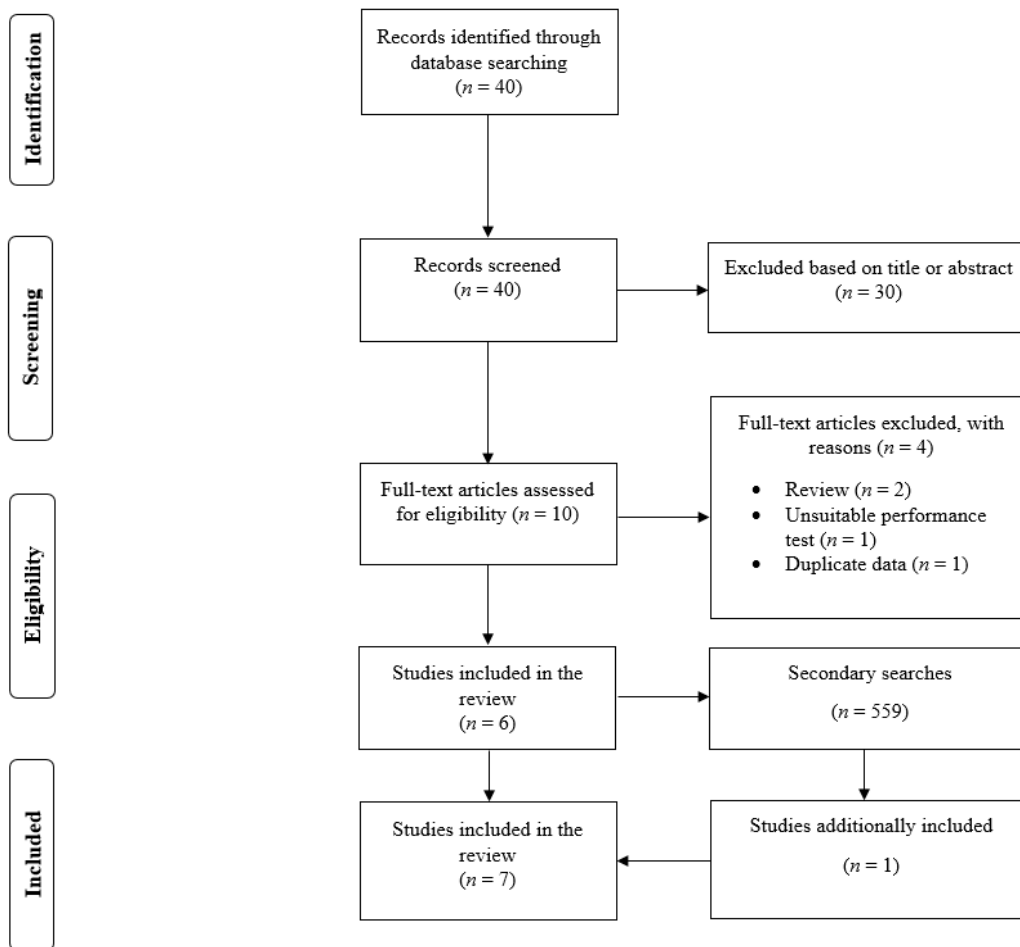 Identification
Records identified through
database searching
(n = 40)
Screening
Records screened
(n = 40)
Excluded based on title or abstract
(n = 30)
Eligibility
Full-text articles assessed
for eligibility (n = 10)
Full-text articles excluded, with
reasons (n = 4)
• Review (n = 2)
• Unsuitable performance
test (n = 1)
• Duplicate data (n = 1)
Studies included in the
review
(n = 6)
Secondary searches
(n = 559)
Included
Studies included in the
review
(n = 7)
Studies additionally included
(n = 1)